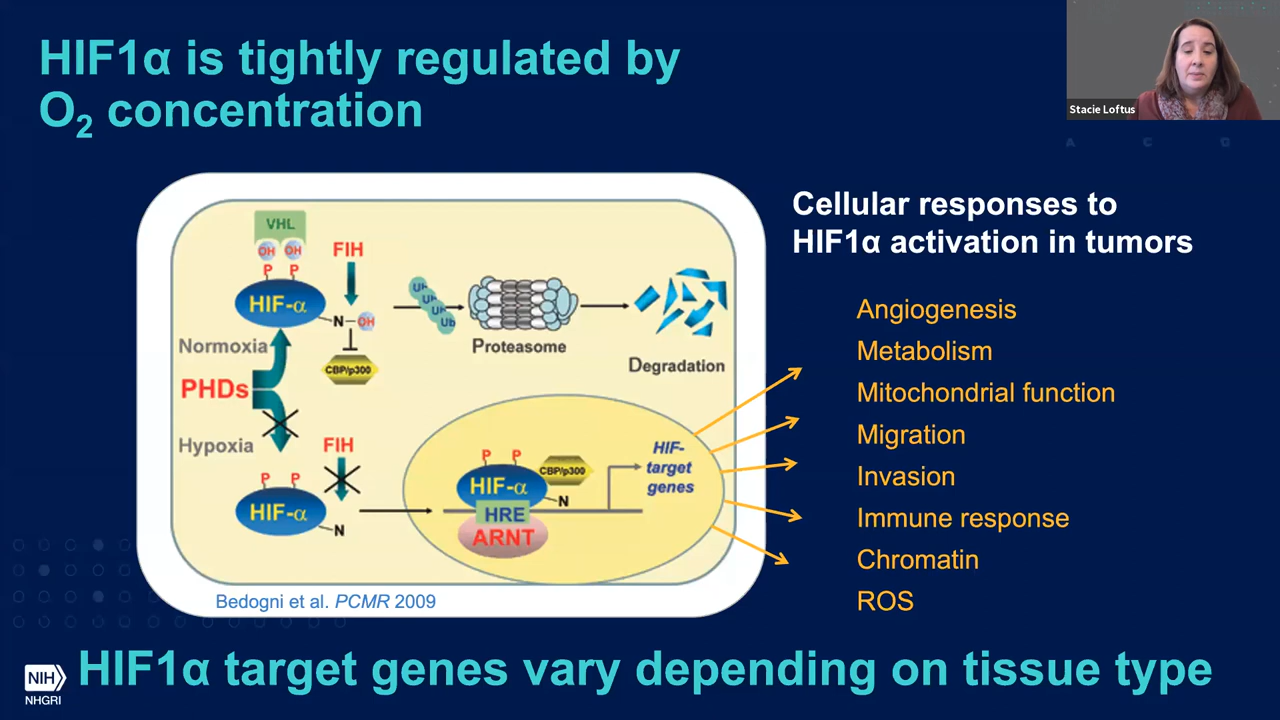 HIF1α is tightly regulated by
O2 concentration
Stacie Loftus
A C D
VHL
OH OH
P P
HIF-α
FIH
N-OH
CBP/p300
Ub
Ub
Ub
Ub
Proteasome
Degradation
Normoxia
PHDs
Hypoxia
FIH
P P
HIF-α
N
P P
HIF-α
CBP/p300
N
HRE
ARNT
HIF-
target
genes
Bedogni et al. PCMR 2009
Cellular responses to
HIF1α activation in tumors
Angiogenesis
Metabolism
Mitochondrial function
Migration
Invasion
Immune response
Chromatin
ROS
HIF1α target genes vary depending on tissue type
NIH
NHGRI